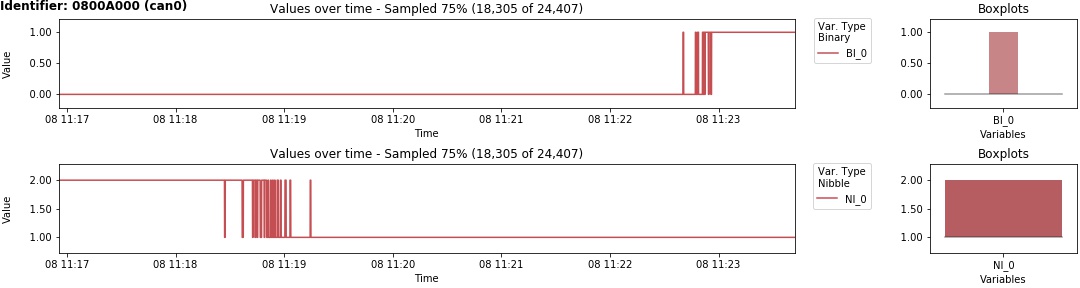 Identifier: 0800A000 (can0)
Values over time - Sampled 75% (18,305 of 24,407)
Boxplots
Value
1.00
0.50
0.00
08 11:17
08 11:18
08 11:19
08 11:20
08 11:21
08 11:22
08 11:23
Time
Var. Type
Binary
BI_0
1.00
0.50
0.00
BI_0
Variables
Values over time - Sampled 75% (18,305 of 24,407)
Boxplots
Value
2.00
1.50
1.00
08 11:17
08 11:18
08 11:19
08 11:20
08 11:21
08 11:22
08 11:23
Time
Var. Type
Nibble
NI_0
2.00
1.50
1.00
NI_0
Variables